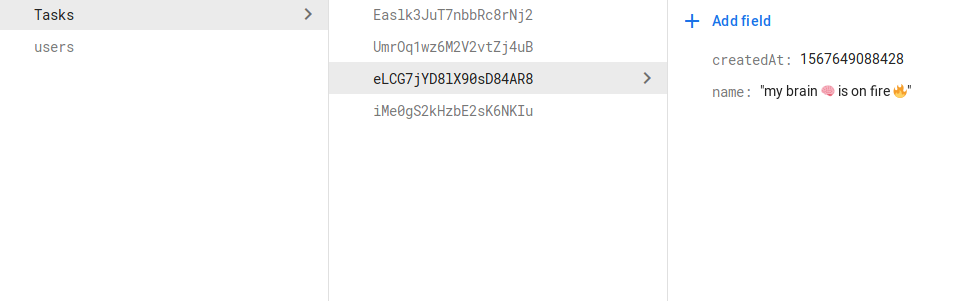 Tasks
users
Easlk3JuT7nbbRc8rNj2
UmrOq1wz6M2V2vtZj4uB
eLCG7jYD8lX90sD84AR8
iMe0gS2kHzbE2sK6NKIu
Add field
createdAt: 1567649088428
name: "my brain 🧠 is on fire 🔥"